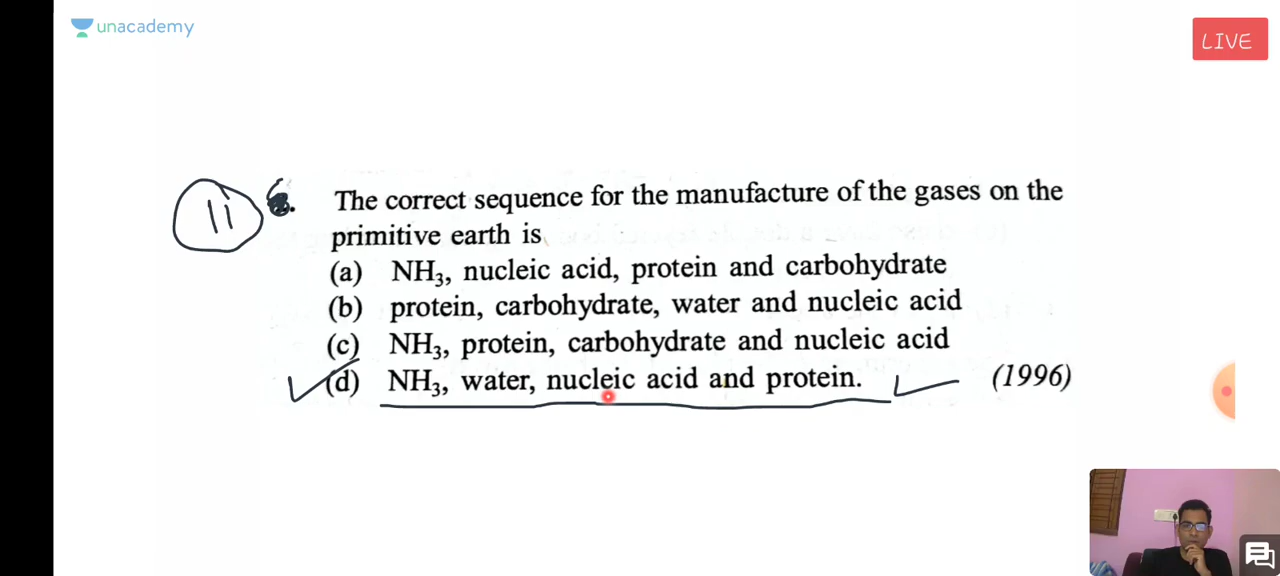 unacademy
LIVE
11
6. The correct sequence for the manufacture of the gases on the
primitive earth is
(a) NH₃, nucleic acid, protein and carbohydrate
(b) protein, carbohydrate, water and nucleic acid
(c) NH₃, protein, carbohydrate and nucleic acid
(d) NH₃, water, nucleic acid and protein. (1996)